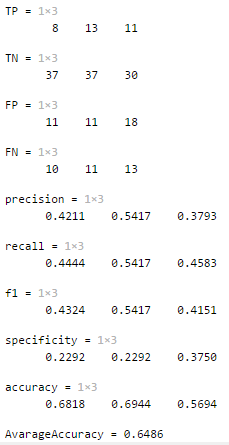 TP = 1×3
8 13 11
TN = 1×3
37 37 30
FP = 1×3
11 11 18
FN = 1×3
10 11 13
precision = 1×3
0.4211 0.5417 0.3793
recall = 1×3
0.4444 0.5417 0.4583
f1 = 1×3
0.4324 0.5417 0.4151
specificity = 1×3
0.2292 0.2292 0.3750
accuracy = 1×3
0.6818 0.6944 0.5694
AvarageAccuracy = 0.6486